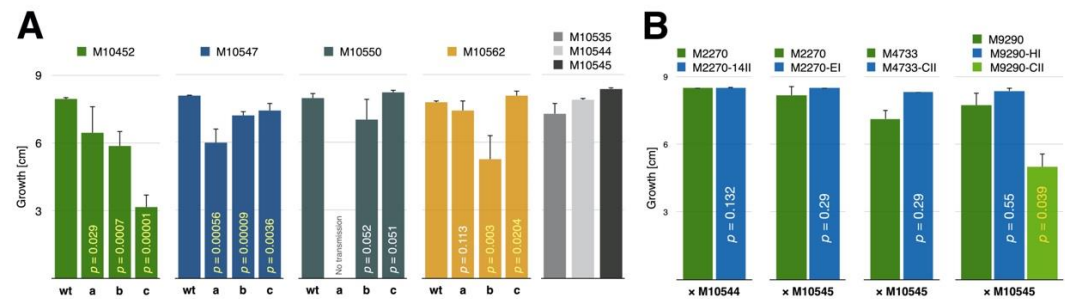 A
M10452
M10547
M10550
M10562
M10535
M10544
M10545
Growth [cm]
9
6
3
p = 0.029
p = 0.0007
p = 0.00001
p = 0.00056
p = 0.00009
p = 0.0036
No transmission
p = 0.052
p = 0.051
p = 0.113
p = 0.003
p = 0.0204
wt a b c
wt a b c
wt a b c
wt a b c
B
M2270
M2270-14II
M2270
M2270-EI
M4733
M4733-CII
M9290
M9290-HI
M9290-CII
Growth [cm]
9
6
3
p = 0.132
p = 0.29
p = 0.29
p = 0.55
p = 0.039
× M10544
× M10545
× M10545
× M10545